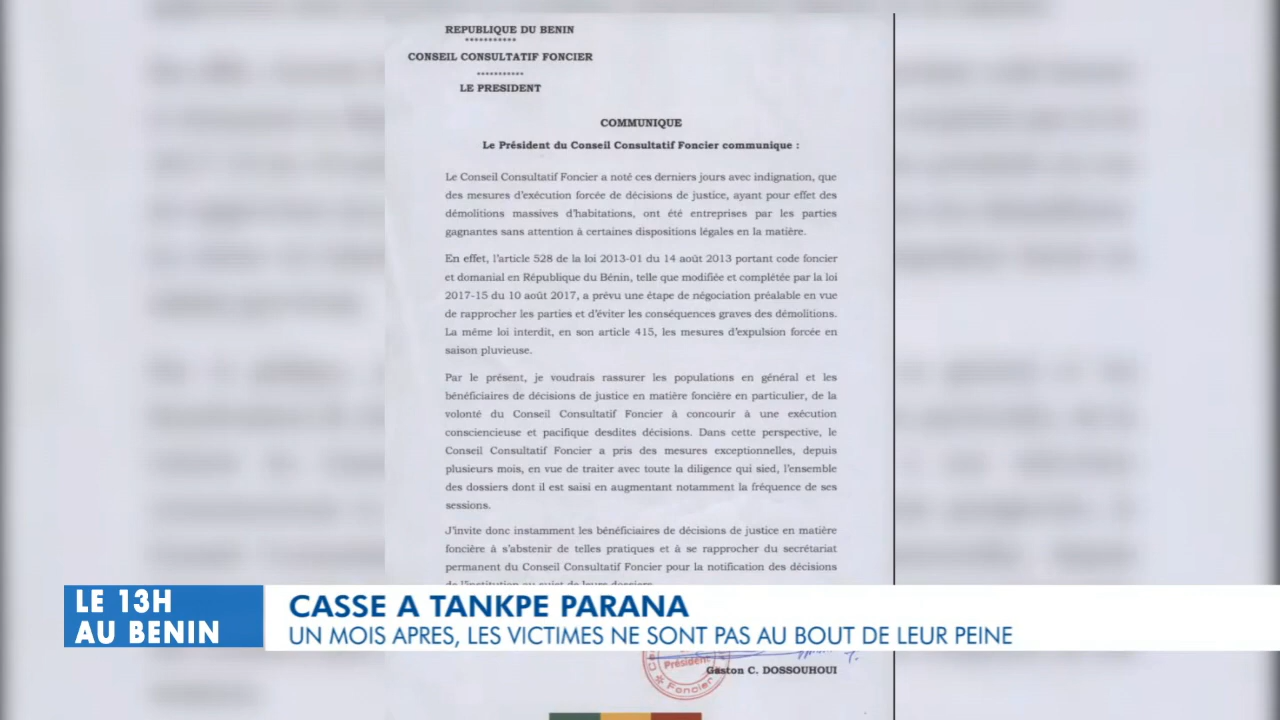 REPUBLIQUE DU BENIN
***********
CONSEIL CONSULTATIF FONCIER
***********
LE PRESIDENT
COMMUNIQUE
Le Président du Conseil Consultatif Foncier communique :
Le Conseil Consultatif Foncier a noté ces derniers jours avec indignation, que
des mesures d'exécution forcée de décisions de justice, ayant pour effet des
démolitions massives d'habitations, ont été entreprises par les parties
gagnantes sans attention à certaines dispositions légales en la matière.
En effet, l'article 528 de la loi 2013-01 du 14 août 2013 portant code foncier
et domanial en République du Bénin, telle que modifiée et complétée par la loi
2017-15 du 10 août 2017, a prévu une étape de négociation préalable en vue
de rapprocher les parties et d'éviter les conséquences graves des démolitions.
La même loi interdit, en son article 415, les mesures d'expulsion forcée en
saison pluvieuse.
Par le présent, je voudrais rassurer les populations en général et les
bénéficiaires de décisions de justice en matière foncière en particulier, de la
volonté du Conseil Consultatif Foncier à concourir à une exécution
consciencieuse et pacifique desdites décisions. Dans cette perspective, le
Conseil Consultatif Foncier a pris des mesures exceptionnelles, depuis
plusieurs mois, en vue de traiter avec toute la diligence qui sied, l'ensemble
des dossiers dont il est saisi en augmentant notamment la fréquence de ses
sessions.
J'invite donc instamment les bénéficiaires de décisions de justice en matière
foncière à s'abstenir de telles pratiques et à se rapprocher du secrétariat
permanent du Conseil Consultatif Foncier pour la notification des décisions
de l'institution au sujet de leurs dossiers
LE 13H
AU BENIN
CASSE A TANKPE PARANA
UN MOIS APRES, LES VICTIMES NE SONT PAS AU BOUT DE LEUR PEINE
Président
Foncier
Gaston C. DOSSOUHOUI